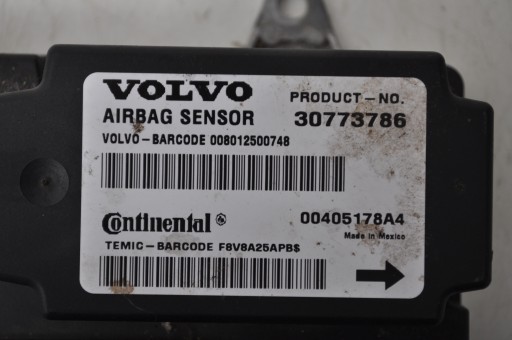 VOLVO
PRODUCT-NO.
AIRBAG SENSOR 30773786
VOLVO-BARCODE 008012500748
Continental 00405178A4
Made in Mexico
TEMIC-BARCODE F8V8A25APB$